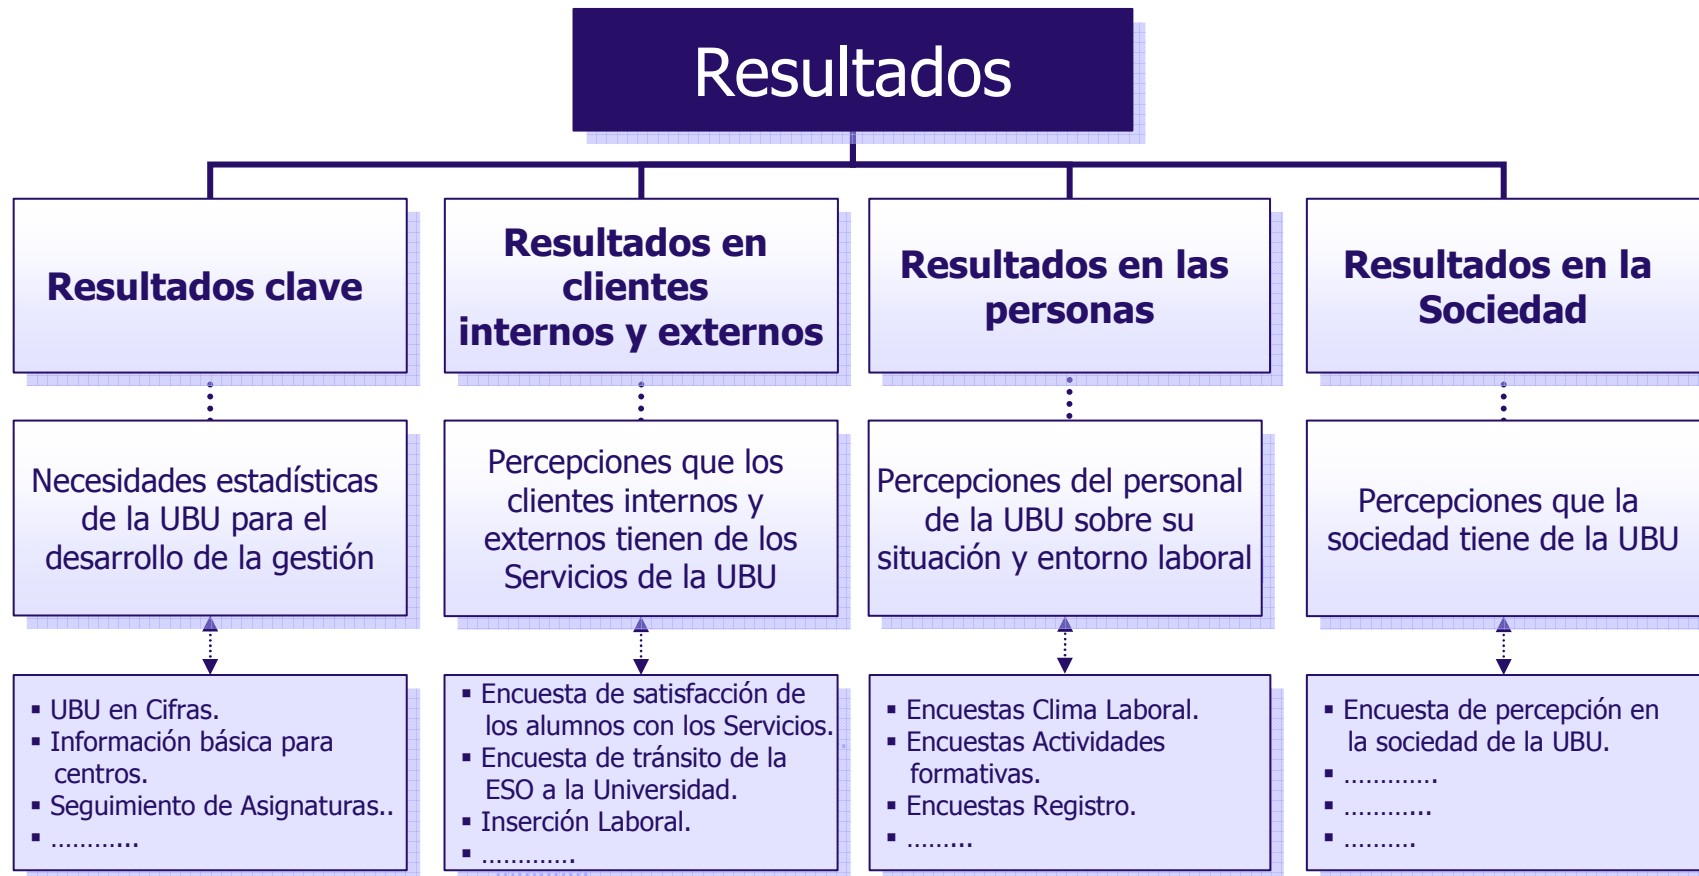 Resultados
Resultados clave
Resultados en
clientes
internos y externos
Resultados en las
personas
Resultados en la
Sociedad
Necesidades estadísticas
de la UBU para el
desarrollo de la gestión
Percepciones que los
clientes internos y
externos tienen de los
Servicios de la UBU
Percepciones del personal
de la UBU sobre su
situación y entorno laboral
Percepciones que la
sociedad tiene de la UBU
▪ UBU en Cifras.
▪ Información básica para
centros.
▪ Seguimiento de Asignaturas..
▪ ………...
▪ Encuesta de satisfacción de
los alumnos con los Servicios.
▪ Encuesta de tránsito de la
ESO a la Universidad.
▪ Inserción Laboral.
▪ ………….
▪ Encuestas Clima Laboral.
▪ Encuestas Actividades
formativas.
▪ Encuestas Registro.
▪ ……...
▪ Encuesta de percepción en
la sociedad de la UBU.
▪ ………….
▪ ………...
▪ ……….